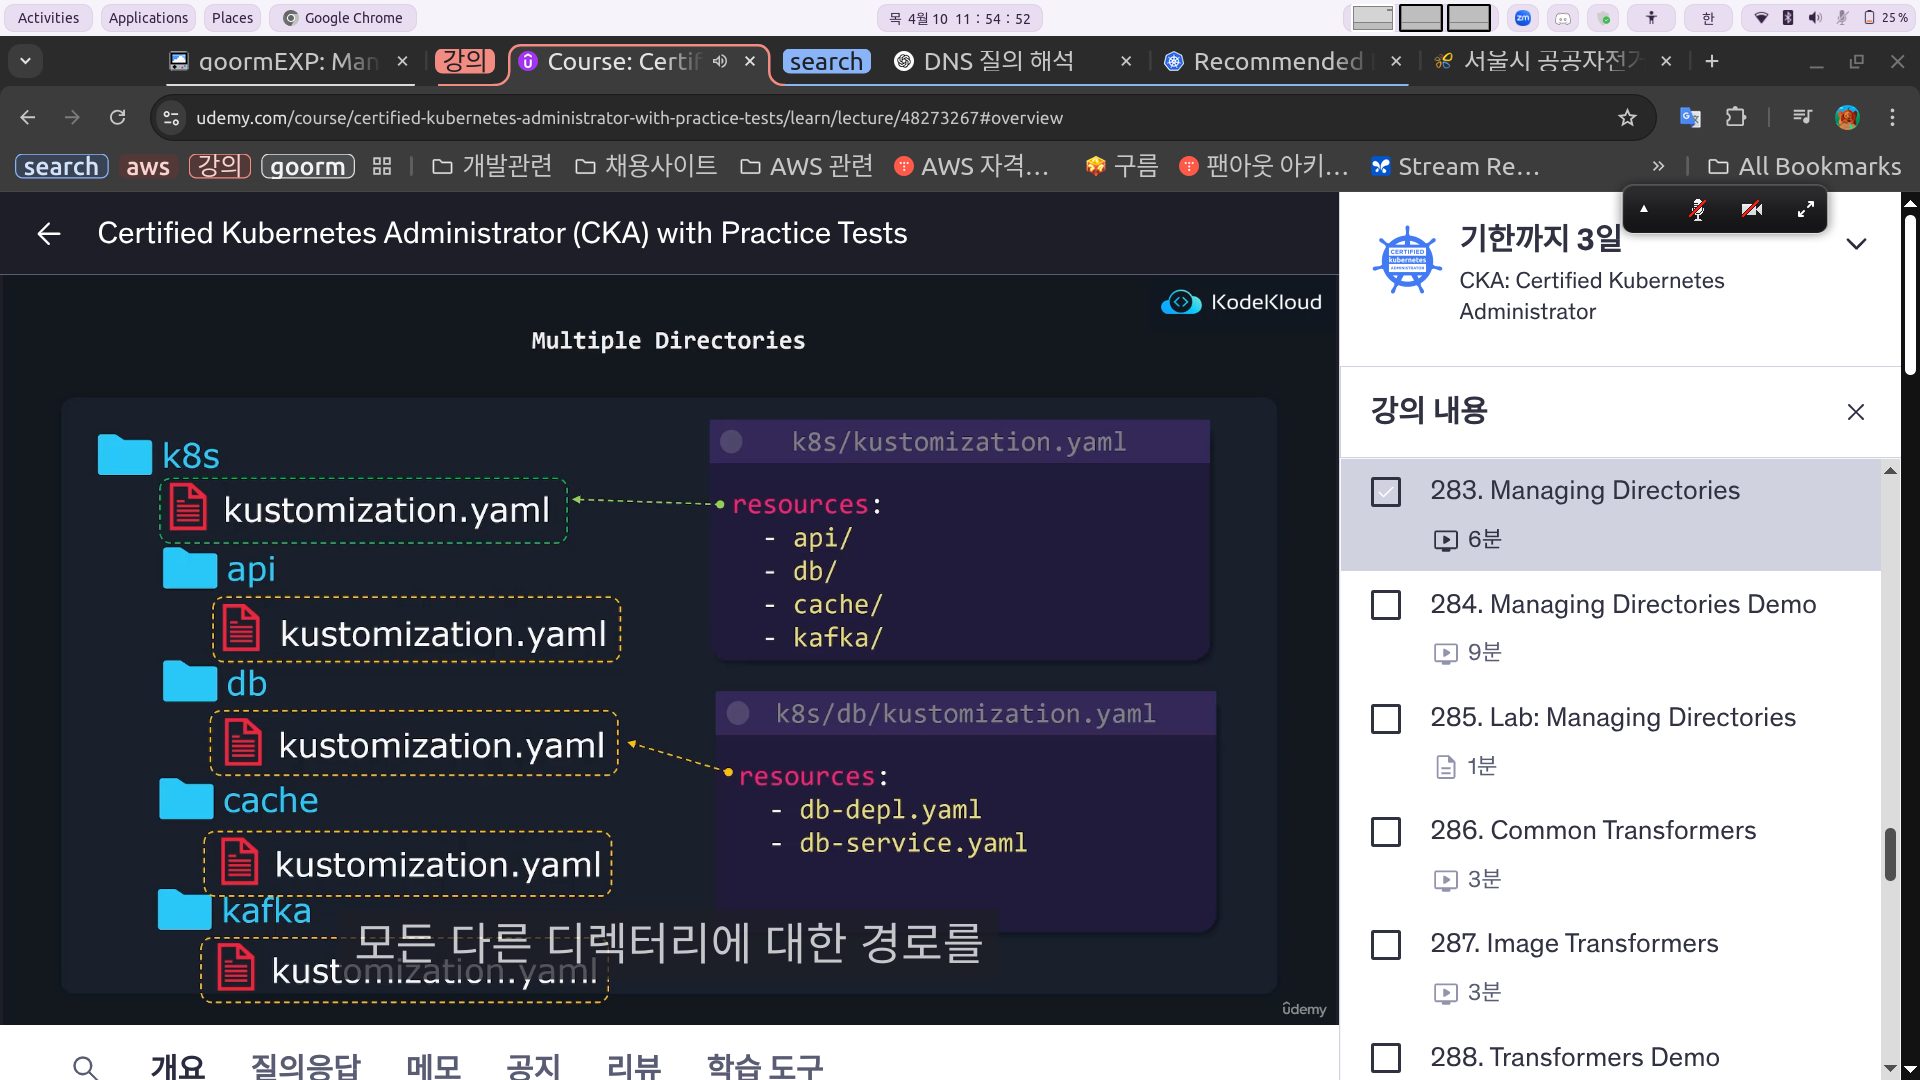 Activities
Applications
Places
Google Chrome
목 4월 10 11 : 54 : 52
zm
한
25 %
goormEXP: Man
강의
Course: Certif
search
DNS 질의 해석
Recommended
서울시 공공자전거
udemy.com/course/certified-kubernetes-administrator-with-practice-tests/learn/lecture/48273267#overview
search
aws
강의
goorm
개발관련
채용사이트
AWS 관련
AWS 자격…
구름
팬아웃 아키…
Stream Re…
»
All Bookmarks
Certified Kubernetes Administrator (CKA) with Practice Tests
KodeKloud
Multiple Directories
k8s
kustomization.yaml
api
kustomization.yaml
db
kustomization.yaml
cache
kustomization.yaml
kafka
kustomization.yaml
k8s/kustomization.yaml
resources:
- api/
- db/
- cache/
- kafka/
k8s/db/kustomization.yaml
resources:
- db-depl.yaml
- db-service.yaml
모든 다른 디렉터리에 대한 경로를
udemy
개요
질의응답
메모
공지
리뷰
학습 도구
CERTIFIED
kubernetes
ADMINISTRATOR
기한까지 3일
CKA: Certified Kubernetes
Administrator
강의 내용
283. Managing Directories
6분
284. Managing Directories Demo
9분
285. Lab: Managing Directories
1분
286. Common Transformers
3분
287. Image Transformers
3분
288. Transformers Demo